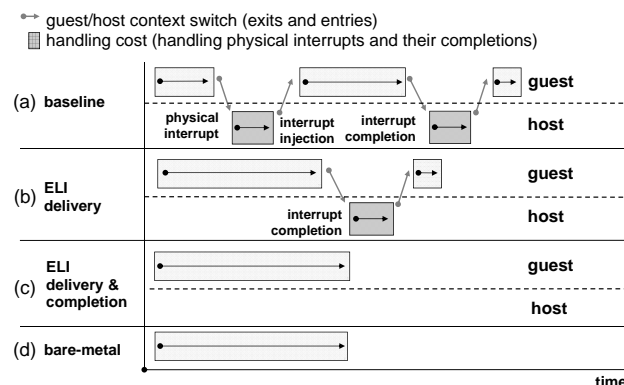 guest/host context switch (exits and entries)
handling cost (handling physical interrupts and their completions)
(a) baseline
guest
physical interrupt
interrupt injection
interrupt completion
host
(b) ELI delivery
guest
interrupt completion
host
(c) ELI delivery & completion
guest
host
(d) bare-metal
time